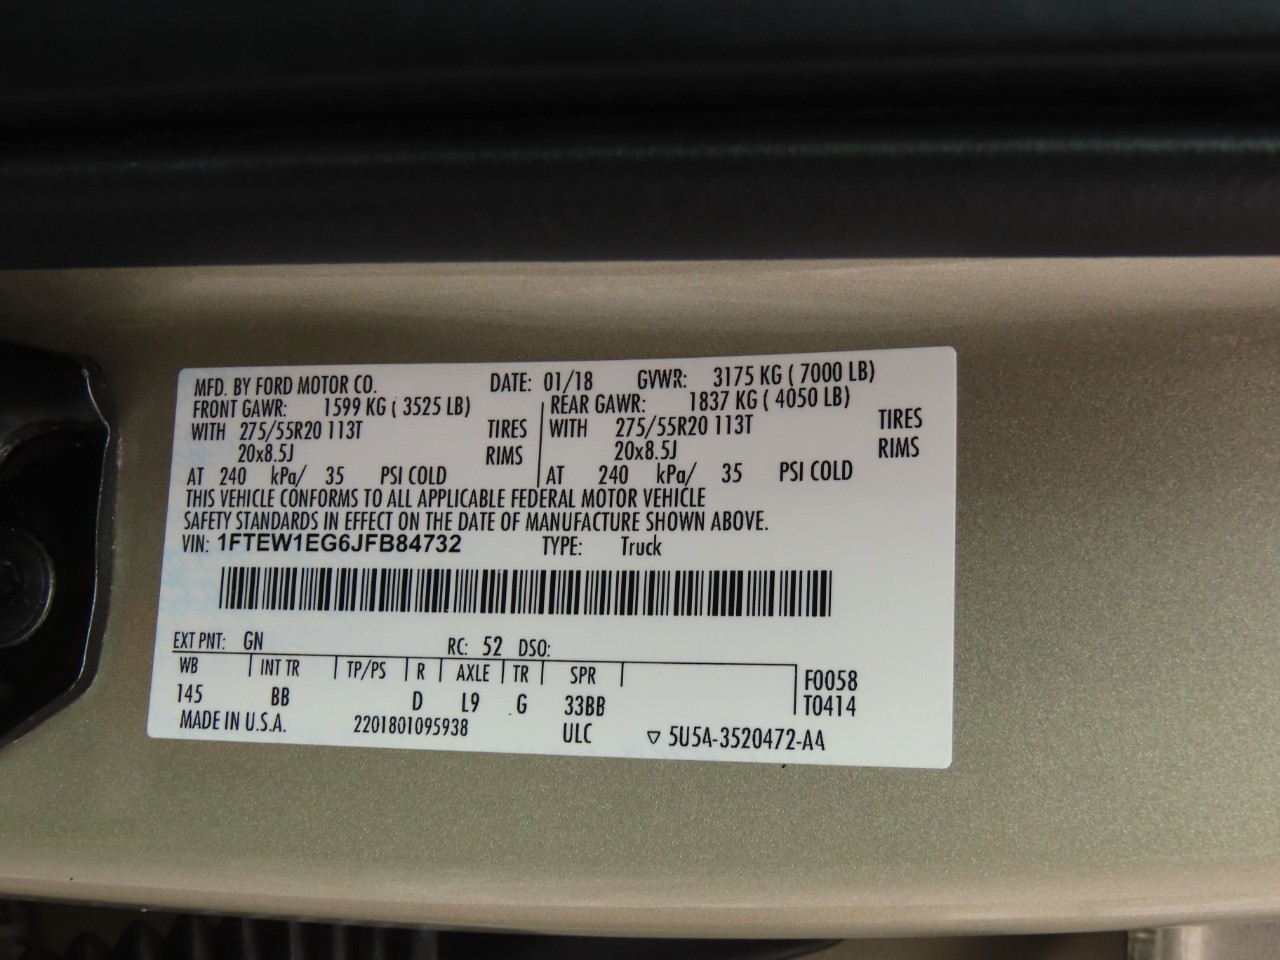 MFD. BY FORD MOTOR CO. DATE: 01/18 GVWR: 3175 KG ( 7000 LB)
FRONT GAWR: 1599 KG ( 3525 LB) REAR GAWR: 1837 KG ( 4050 LB)
WITH 275/55R20 113T TIRES WITH 275/55R20 113T TIRES
20x8.5J RIMS 20x8.5J RIMS
AT 240 kPa/ 35 PSI COLD AT 240 kPa/ 35 PSI COLD
THIS VEHICLE CONFORMS TO ALL APPLICABLE FEDERAL MOTOR VEHICLE
SAFETY STANDARDS IN EFFECT ON THE DATE OF MANUFACTURE SHOWN ABOVE.
VIN: 1FTEW1EG6JFB84732 TYPE: Truck
EXT PNT: GN RC: 52 DSO:
WB INT TR TP/PS R AXLE TR SPR F0058
145 BB D L9 G 33BB T0414
MADE IN U.S.A. 2201801095938 ULC ▽ 5U5A-3520472-AA